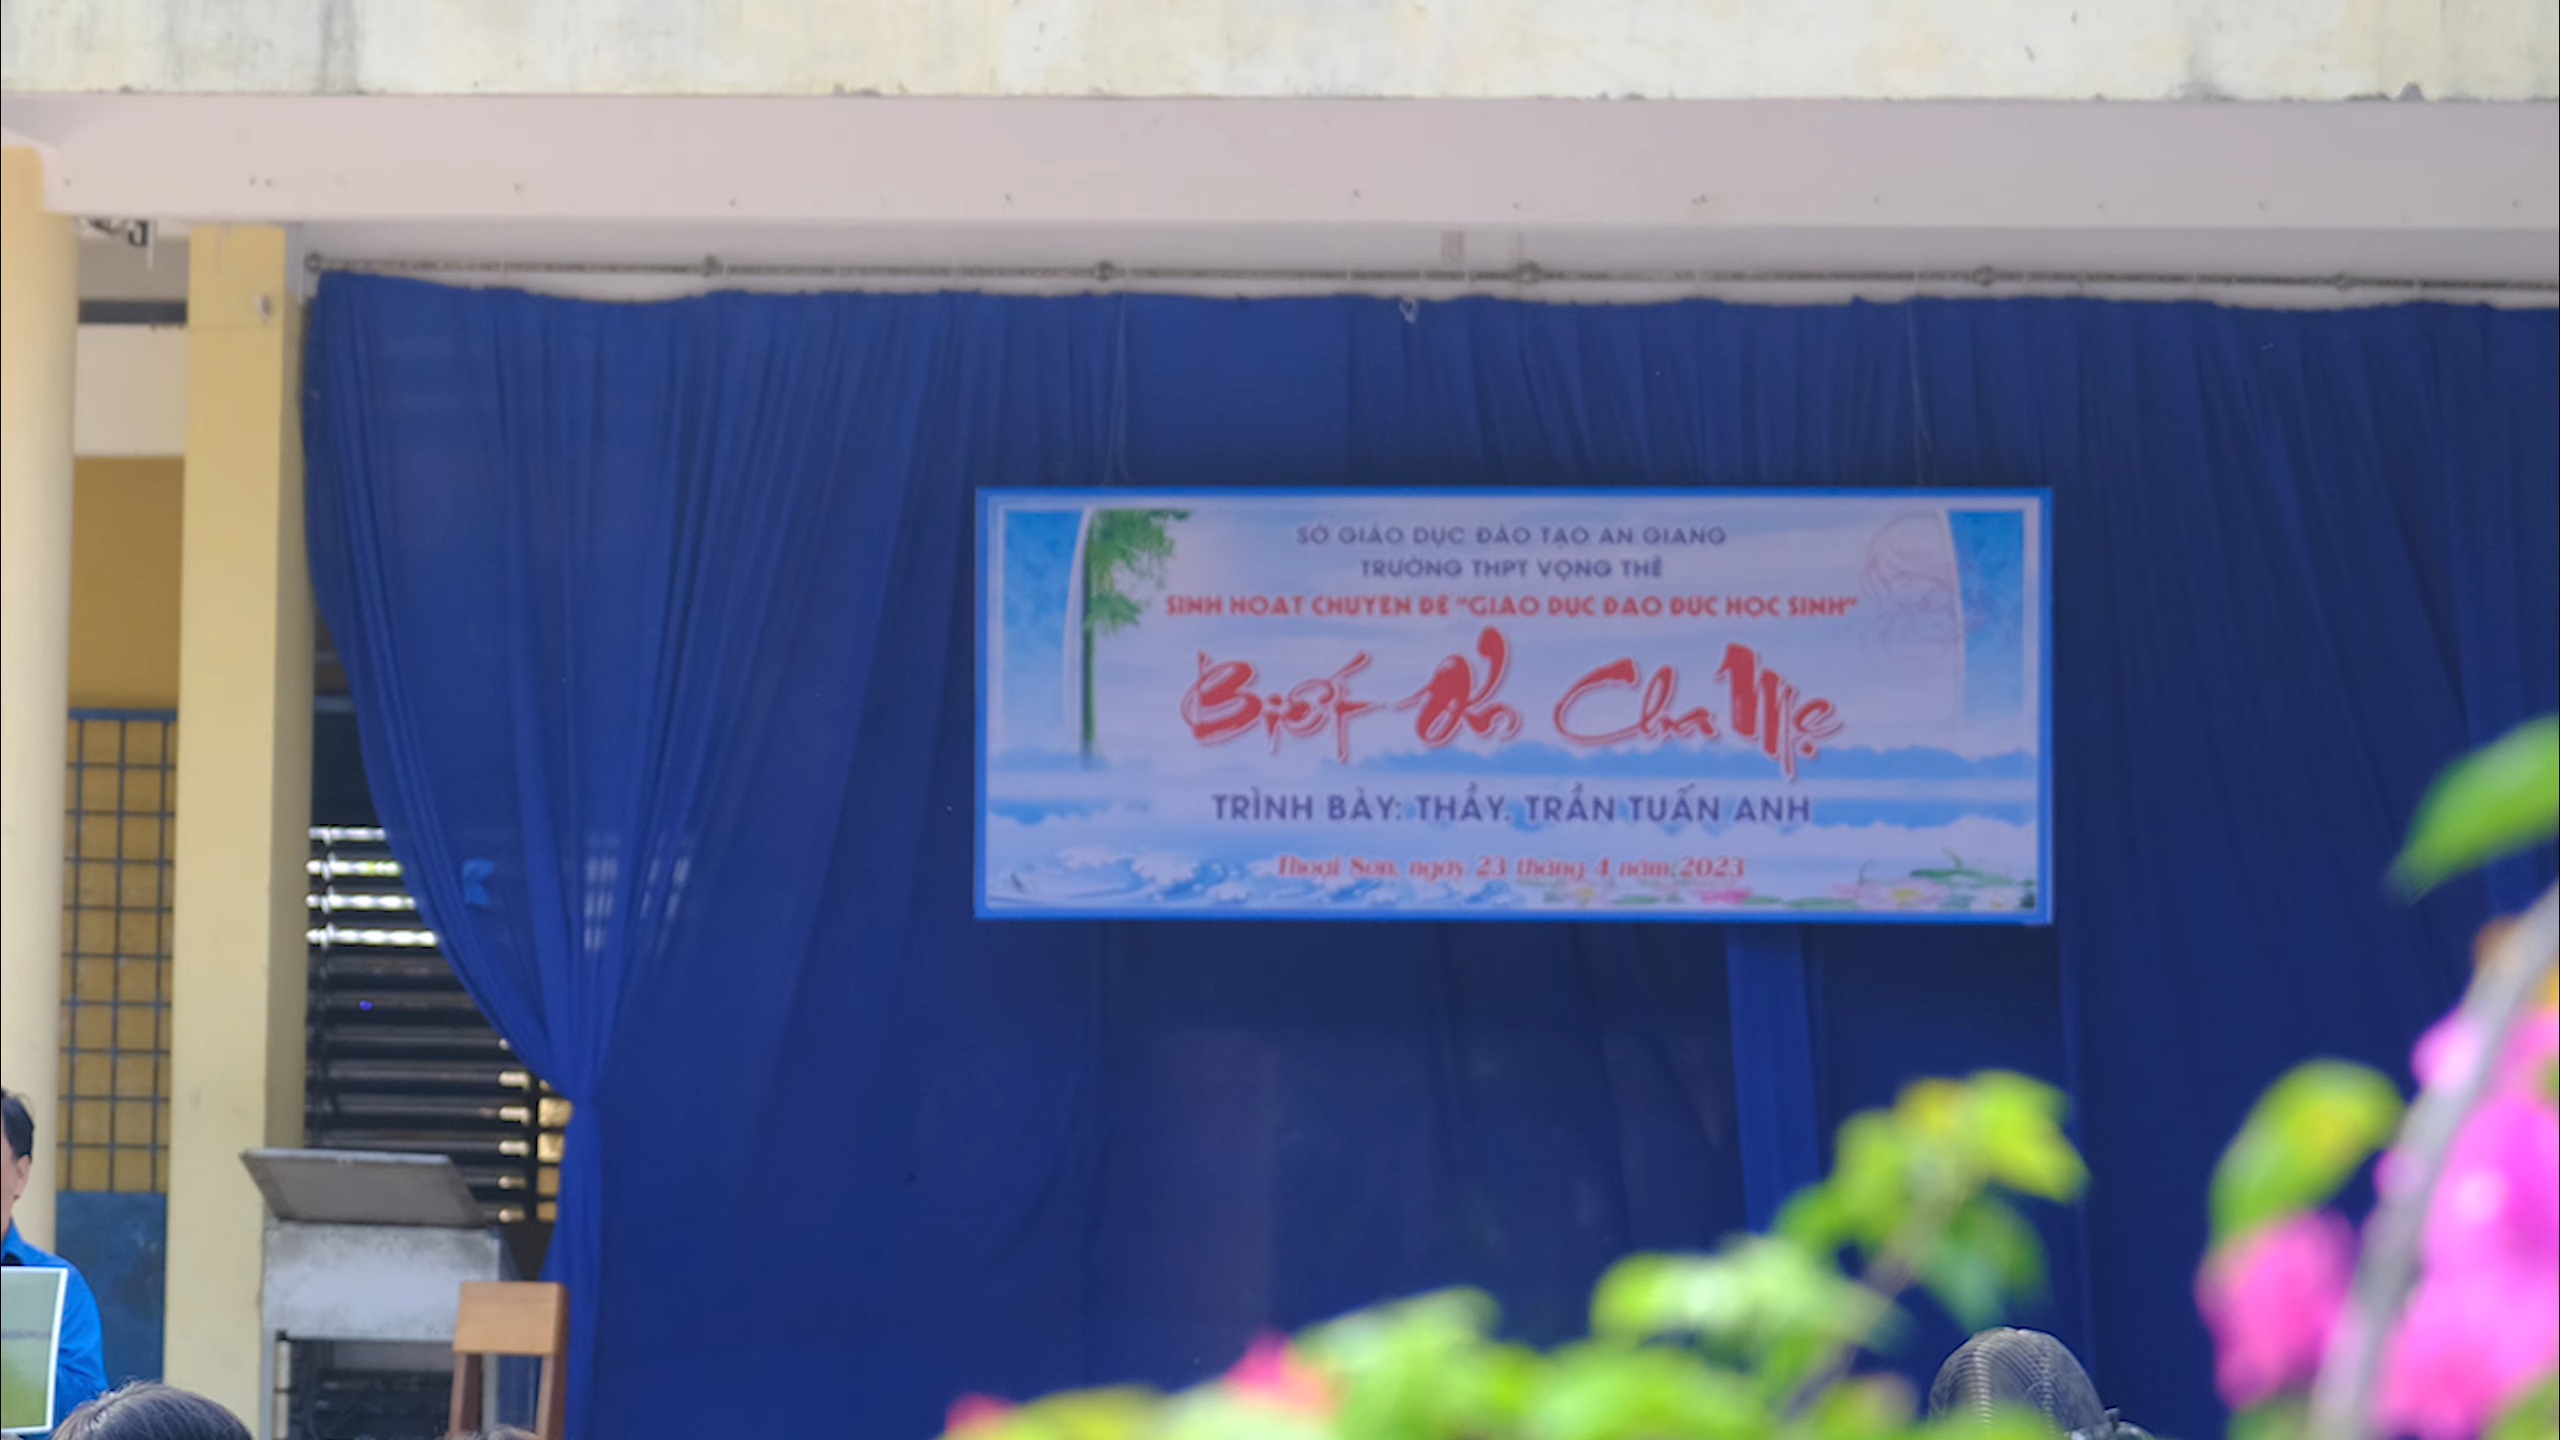 SỞ GIÁO DỤC ĐÀO TẠO AN GIANG
TRƯỜNG THPT VỌNG THÊ
SINH HOẠT CHUYÊN ĐỀ "GIÁO DỤC ĐẠO ĐỨC HỌC SINH"
Biết Ơn Cha Mẹ
TRÌNH BÀY: THẦY. TRẦN TUẤN ANH
Thoại Sơn, ngày 23 tháng 4 năm 2023